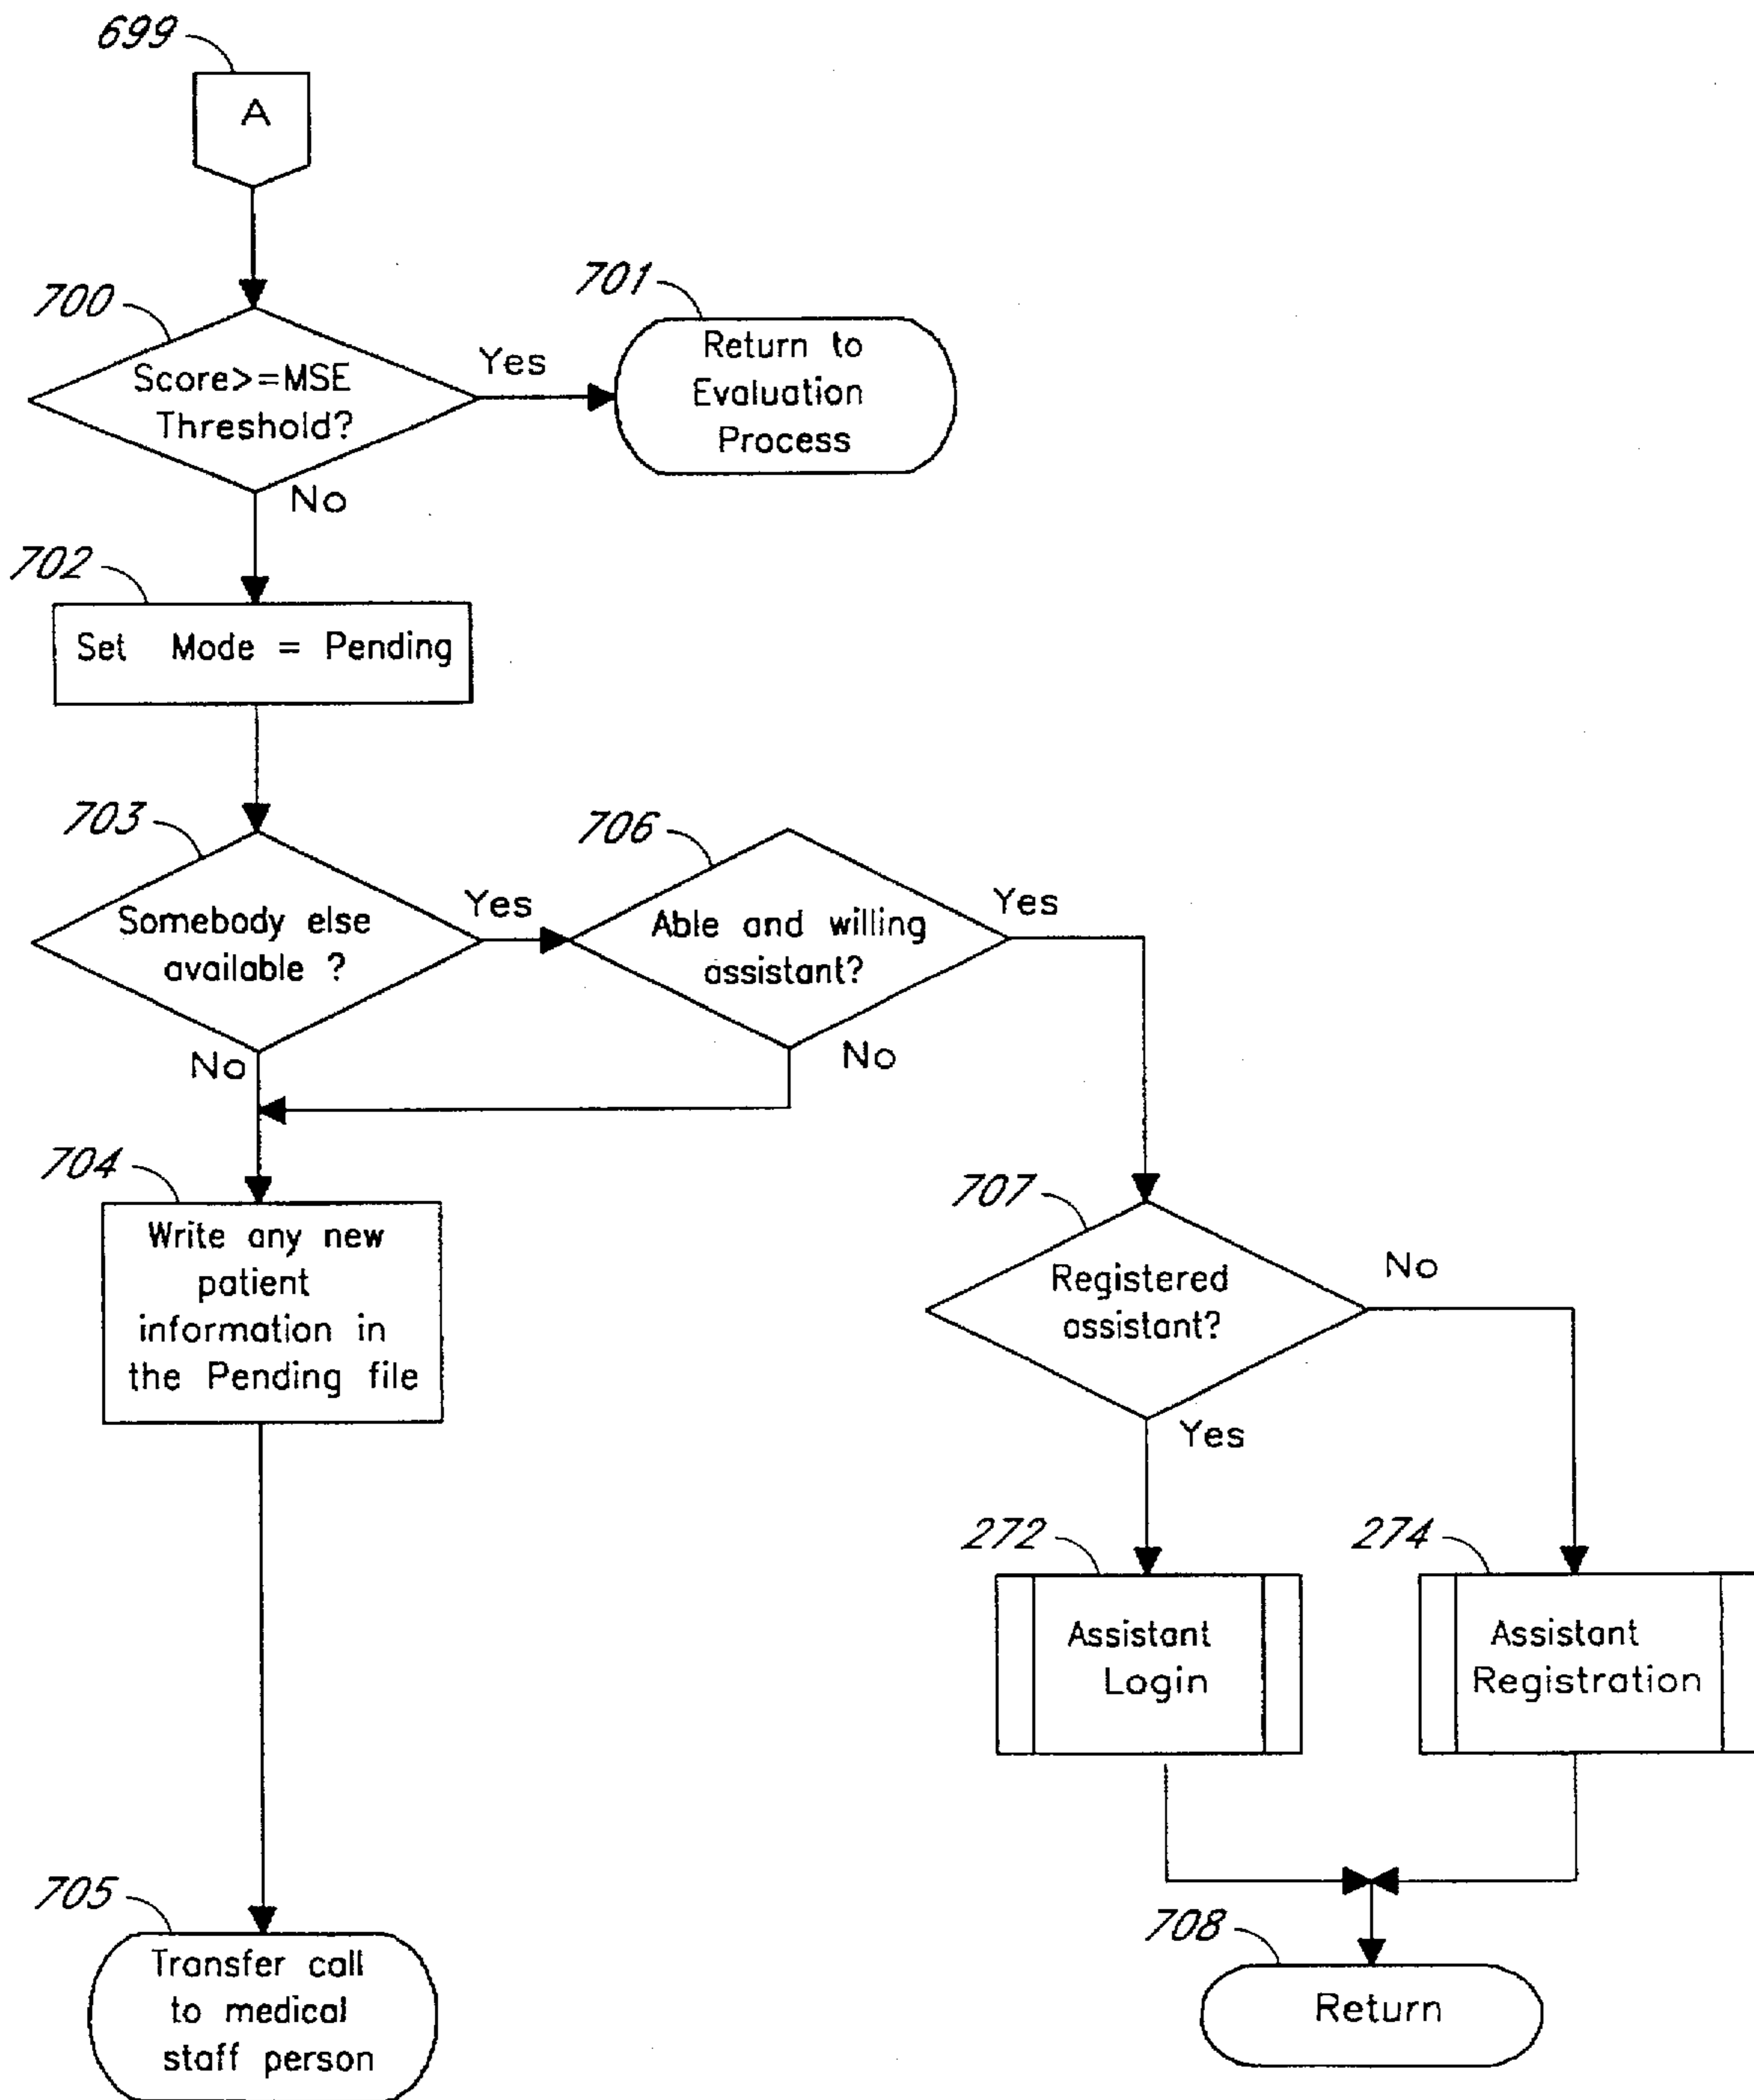 699
A
700
Score>=MSE
Threshold?
Yes
No
701
Return to
Evaluation
Process
702
Set Mode = Pending
703
Somebody else
available ?
Yes
No
706
Able and willing
assistant?
Yes
No
704
Write any new
patient
information in
the Pending file
707
Registered
assistant?
No
Yes
272
Assistant
Login
274
Assistant
Registration
705
Transfer call
to medical
staff person
708
Return